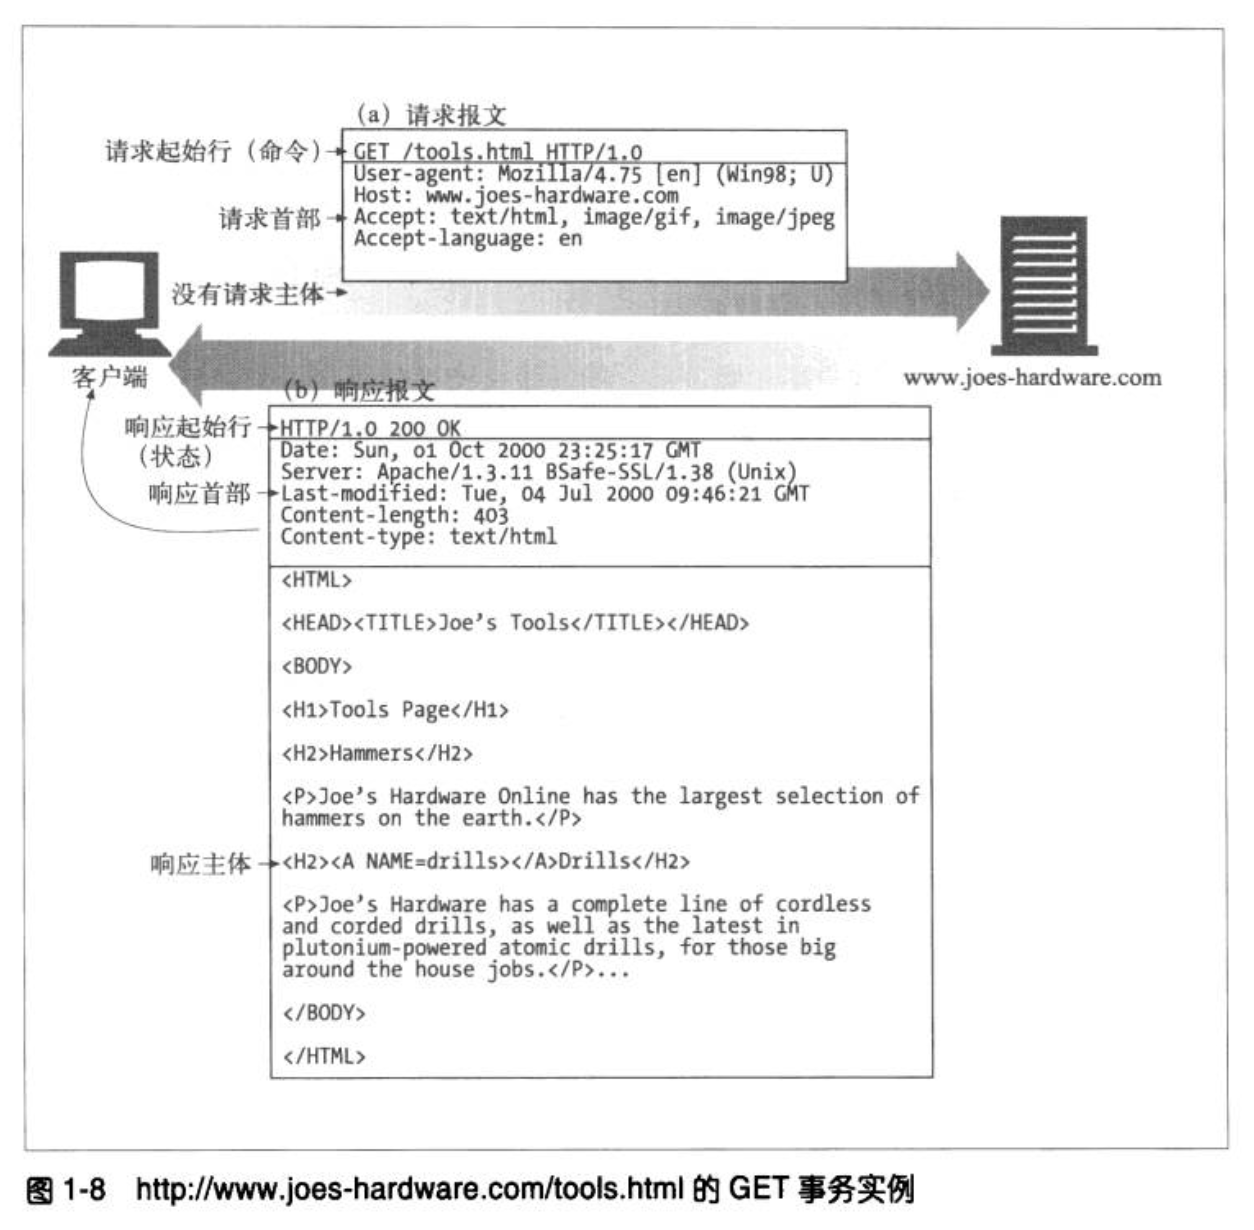 (a) 请求报文
请求起始行（命令）
GET /tools.html HTTP/1.0
User-agent: Mozilla/4.75 [en] (Win98; U)
Host: www.joes-hardware.com
请求首部
Accept: text/html, image/gif, image/jpeg
Accept-language: en
没有请求主体
客户端
www.joes-hardware.com
(b) 响应报文
响应起始行
（状态）
HTTP/1.0 200 OK
Date: Sun, o1 Oct 2000 23:25:17 GMT
Server: Apache/1.3.11 BSafe-SSL/1.38 (Unix)
响应首部
Last-modified: Tue, 04 Jul 2000 09:46:21 GMT
Content-length: 403
Content-type: text/html
<HTML>
<HEAD><TITLE>Joe's Tools</TITLE></HEAD>
<BODY>
<H1>Tools Page</H1>
<H2>Hammers</H2>
<P>Joe's Hardware Online has the largest selection of
hammers on the earth.</P>
响应主体
<H2><A NAME=drills></A>Drills</H2>
<P>Joe's Hardware has a complete line of cordless
and corded drills, as well as the latest in
plutonium-powered atomic drills, for those big
around the house jobs.</P>...
</BODY>
</HTML>
图 1-8 http://www.joes-hardware.com/tools.html 的 GET 事务实例